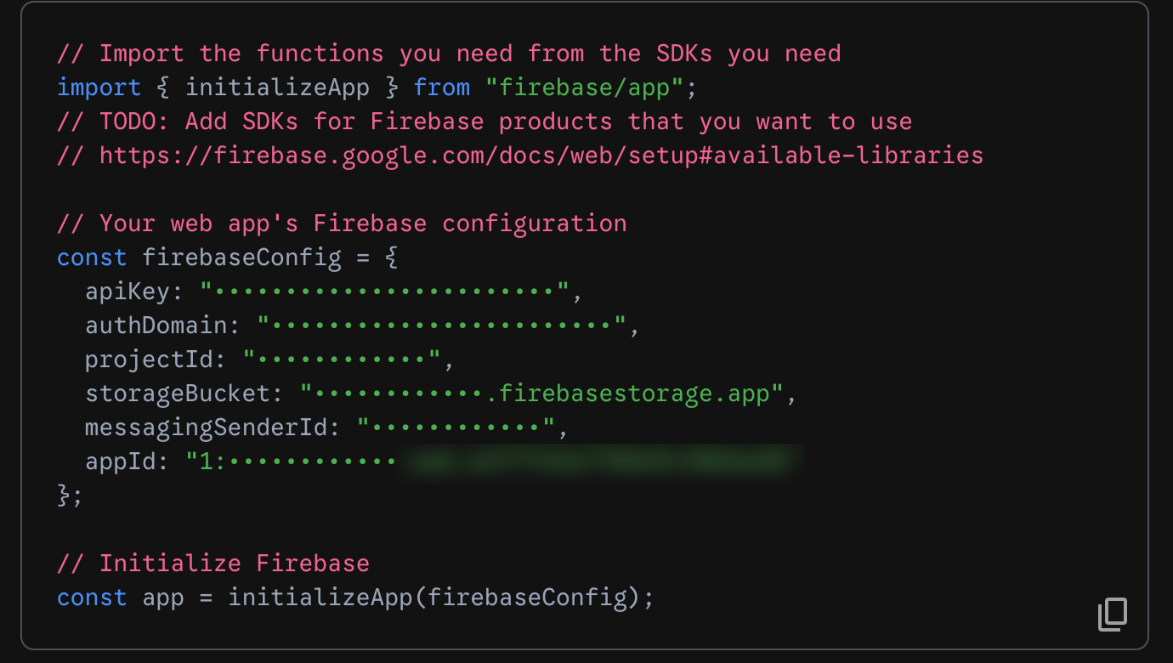 // Import the functions you need from the SDKs you need
import { initializeApp } from "firebase/app";
// TODO: Add SDKs for Firebase products that you want to use
// https://firebase.google.com/docs/web/setup#available-libraries
// Your web app's Firebase configuration
const firebaseConfig = {
apiKey: "••••••••••••••••••••••••",
authDomain: "••••••••••••••••••••••••",
projectId: "••••••••••••",
storageBucket: "••••••••••••.firebasestorage.app",
messagingSenderId: "••••••••••••",
appId: "1:••••••••••••
};
// Initialize Firebase
const app = initializeApp(firebaseConfig);